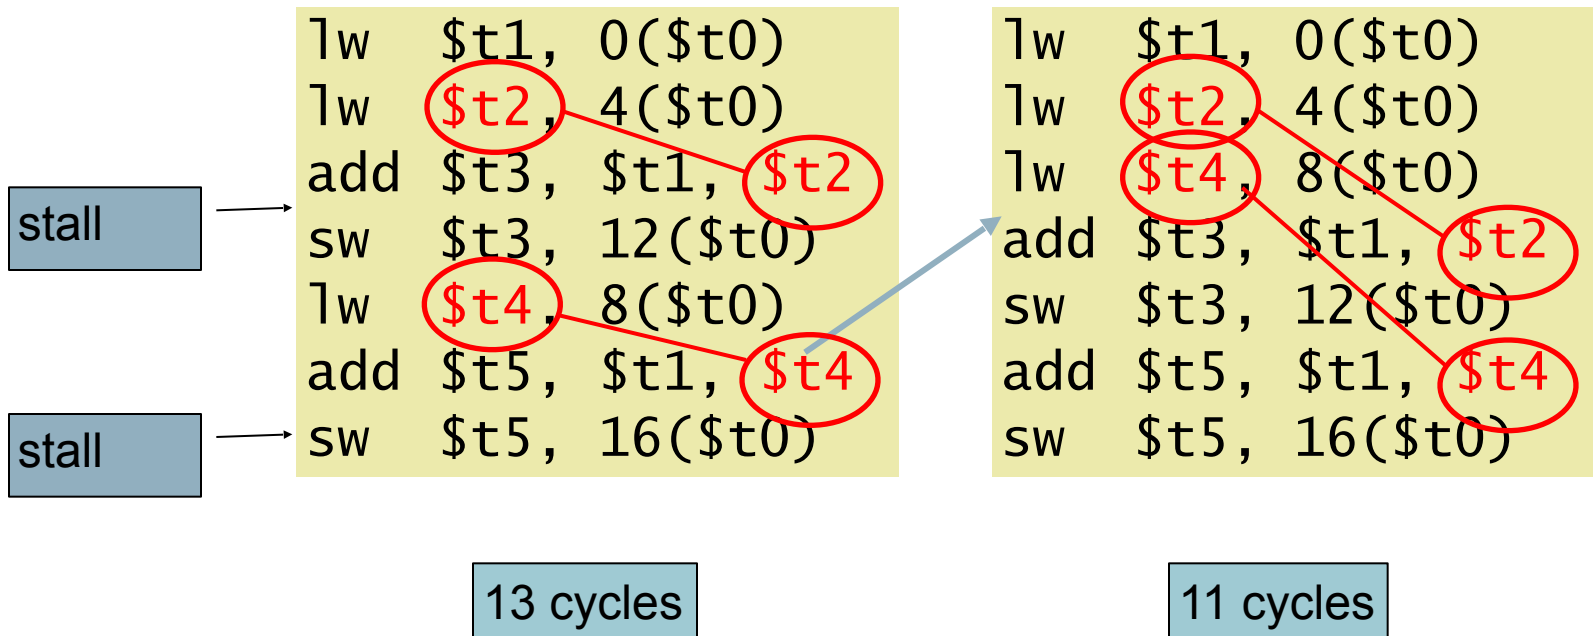 stall
stall
lw $t1, 0($t0)
lw $t2, 4($t0)
add $t3, $t1, $t2
sw $t3, 12($t0)
lw $t4, 8($t0)
add $t5, $t1, $t4
sw $t5, 16($t0)
13 cycles
lw $t1, 0($t0)
lw $t2, 4($t0)
lw $t4, 8($t0)
add $t3, $t1, $t2
sw $t3, 12($t0)
add $t5, $t1, $t4
sw $t5, 16($t0)
11 cycles